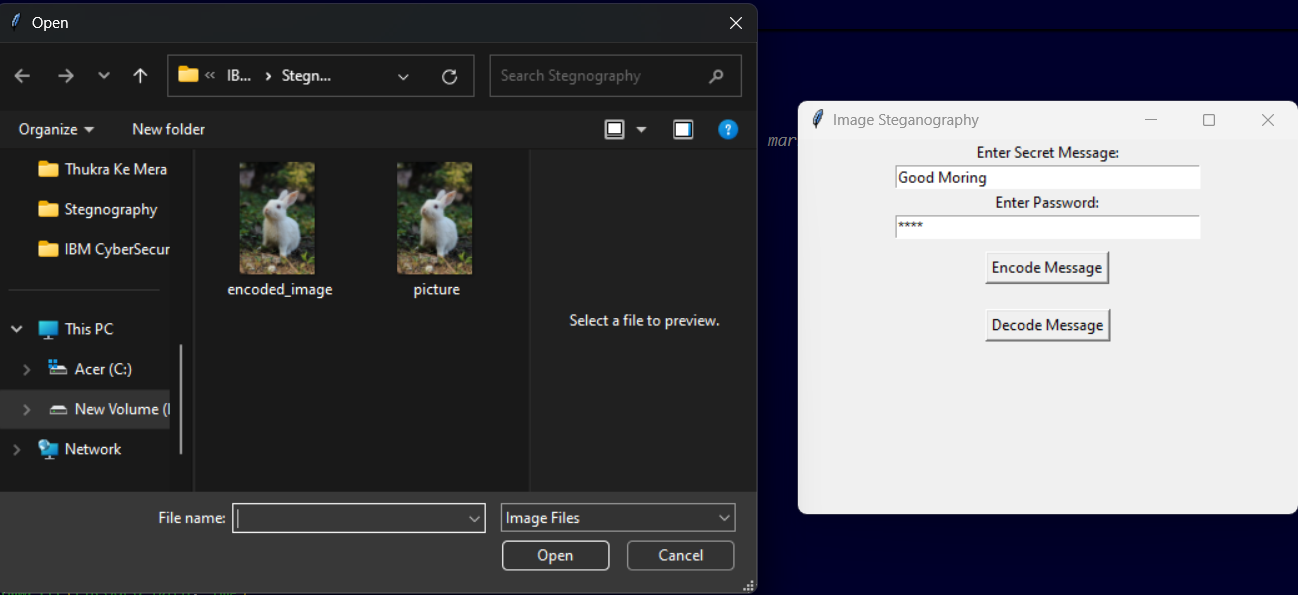 Open
IB... Stegn...
Search Stegnography
Organize
New folder
Thukra Ke Mera
Stegnography
IBM CyberSecur
This PC
Acer (C:)
New Volume (
Network
encoded_image
picture
Select a file to preview.
File name:
Image Files
Open
Cancel
mar
Image Steganography
Enter Secret Message:
Good Moring
Enter Password:
****
Encode Message
Decode Message